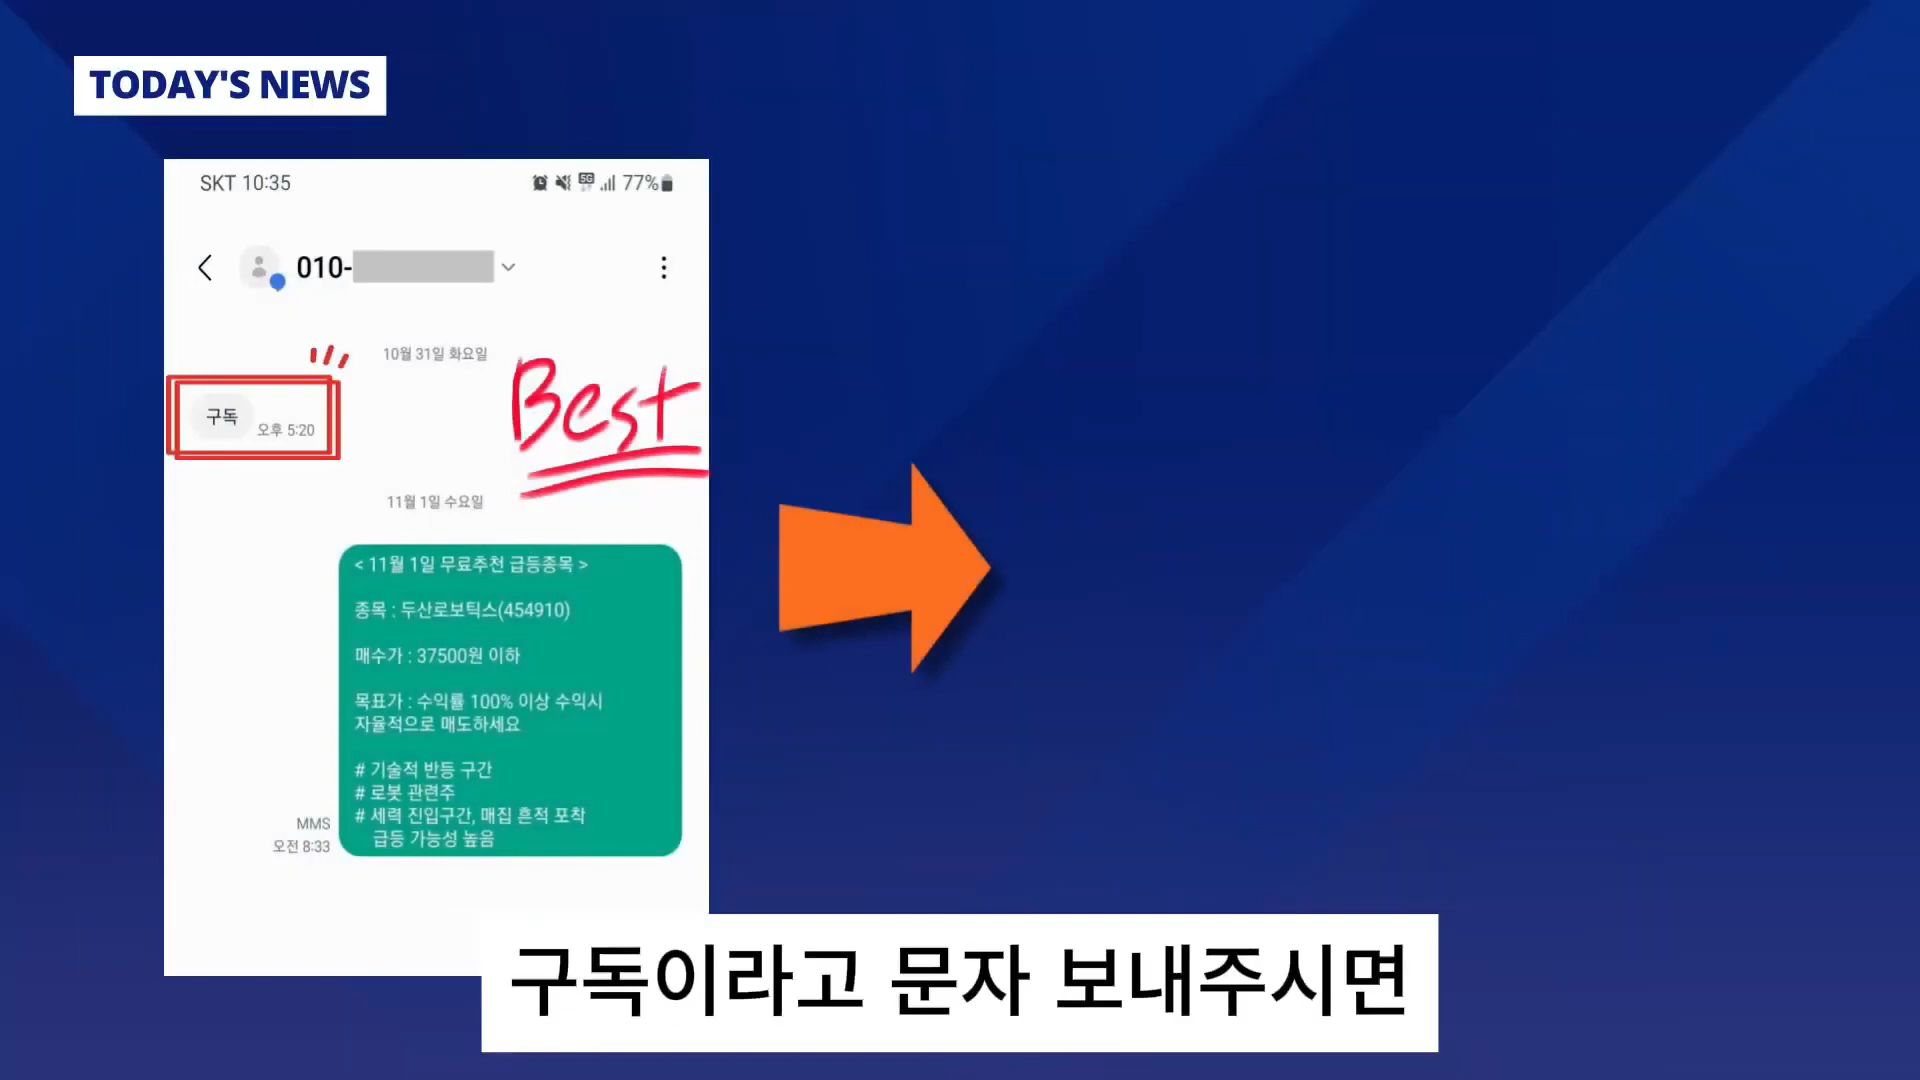 TODAY'S NEWS
SKT 10:35
5G 77%
010-
10월 31일 화요일
구독
오후 5:20
Best
11월 1일 수요일
< 11월 1일 무료추천 급등종목 >
종목 : 두산로보틱스(454910)
매수가 : 37500원 이하
목표가 : 수익률 100% 이상 수익시
자율적으로 매도하세요
# 기술적 반등 구간
# 로봇 관련주
# 세력 진입구간, 매집 흔적 포착
급등 가능성 높음
MMS
오전 8:33
구독이라고 문자 보내주시면